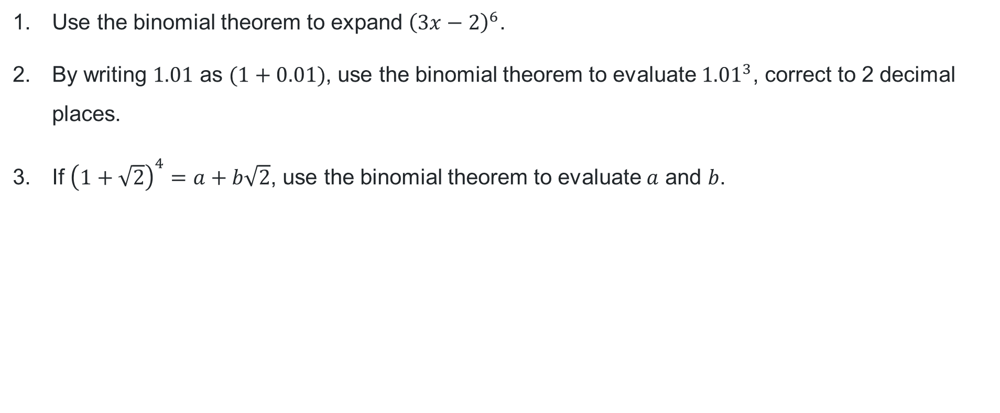 1. Use the binomial theorem to expand (3x − 2)⁶.
2. By writing 1.01 as (1 + 0.01), use the binomial theorem to evaluate 1.01³, correct to 2 decimal
places.
3. If (1 + √2)⁴ = a + b√2, use the binomial theorem to evaluate a and b.